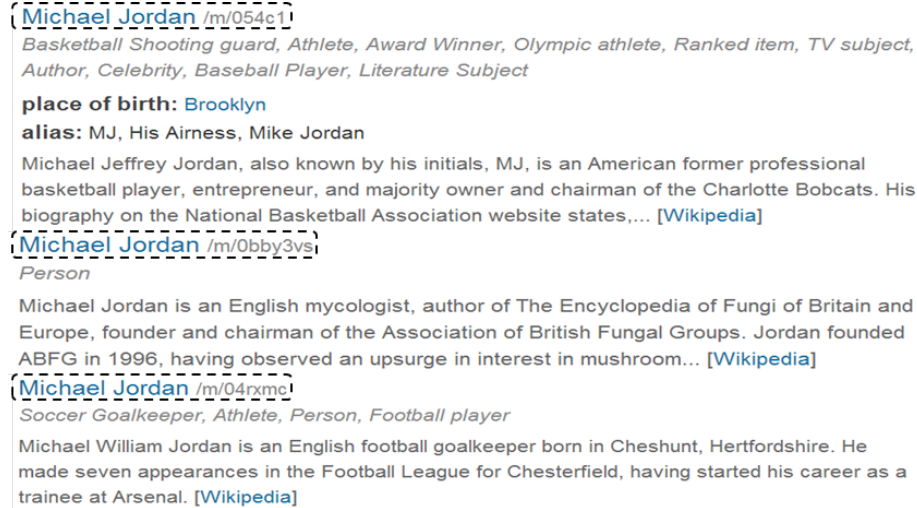 Michael Jordan /m/054c1
Basketball Shooting guard, Athlete, Award Winner, Olympic athlete, Ranked item, TV subject,
Author, Celebrity, Baseball Player, Literature Subject
place of birth: Brooklyn
alias: MJ, His Airness, Mike Jordan
Michael Jeffrey Jordan, also known by his initials, MJ, is an American former professional
basketball player, entrepreneur, and majority owner and chairman of the Charlotte Bobcats. His
biography on the National Basketball Association website states,... [Wikipedia]
Michael Jordan /m/0bby3vs
Person
Michael Jordan is an English mycologist, author of The Encyclopedia of Fungi of Britain and
Europe, founder and chairman of the Association of British Fungal Groups. Jordan founded
ABFG in 1996, having observed an upsurge in interest in mushroom... [Wikipedia]
Michael Jordan /m/04rxmc
Soccer Goalkeeper, Athlete, Person, Football player
Michael William Jordan is an English football goalkeeper born in Cheshunt, Hertfordshire. He
made seven appearances in the Football League for Chesterfield, having started his career as a
trainee at Arsenal. [Wikipedia]